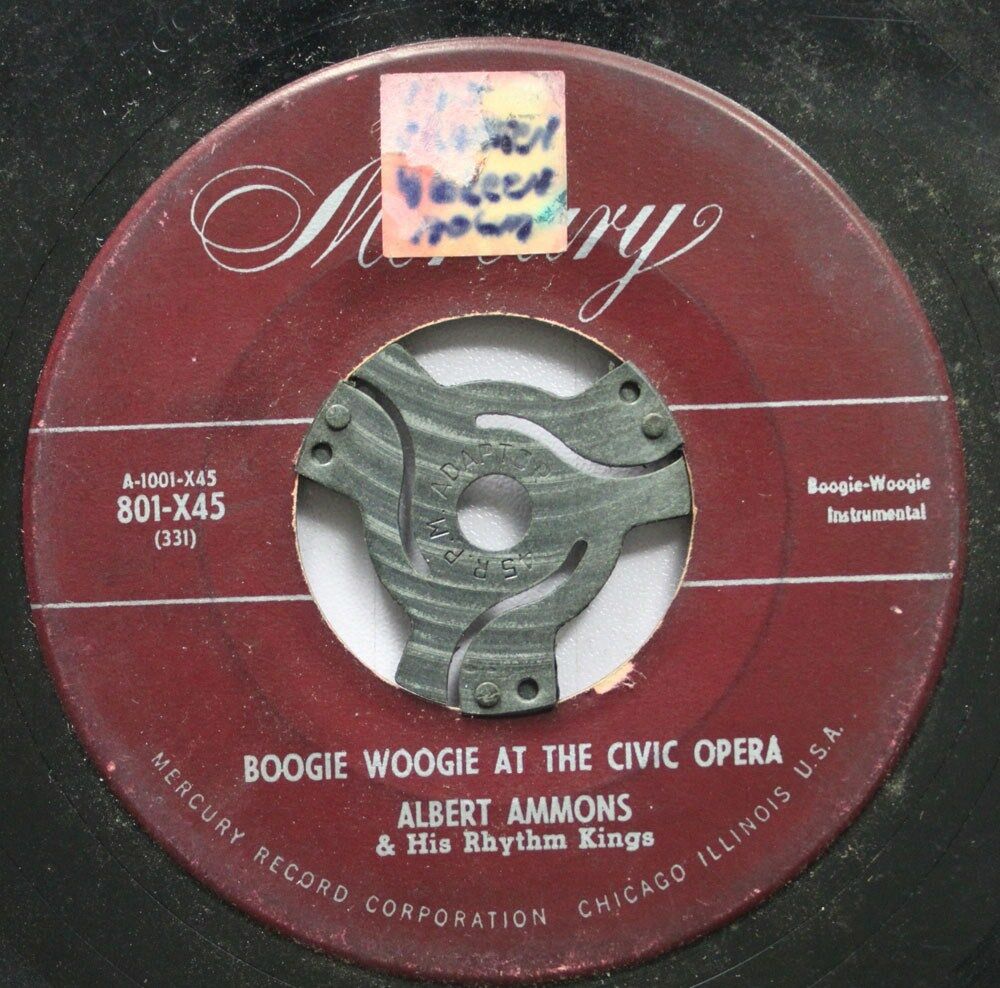 Mercury
45 R.P.M. ADAPTOR
A-1001-X45
801-X45
(331)
Boogie-Woogie
Instrumental
BOOGIE WOOGIE AT THE CIVIC OPERA
ALBERT AMMONS
& His Rhythm Kings
MERCURY RECORD CORPORATION CHICAGO ILLINOIS U.S.A.